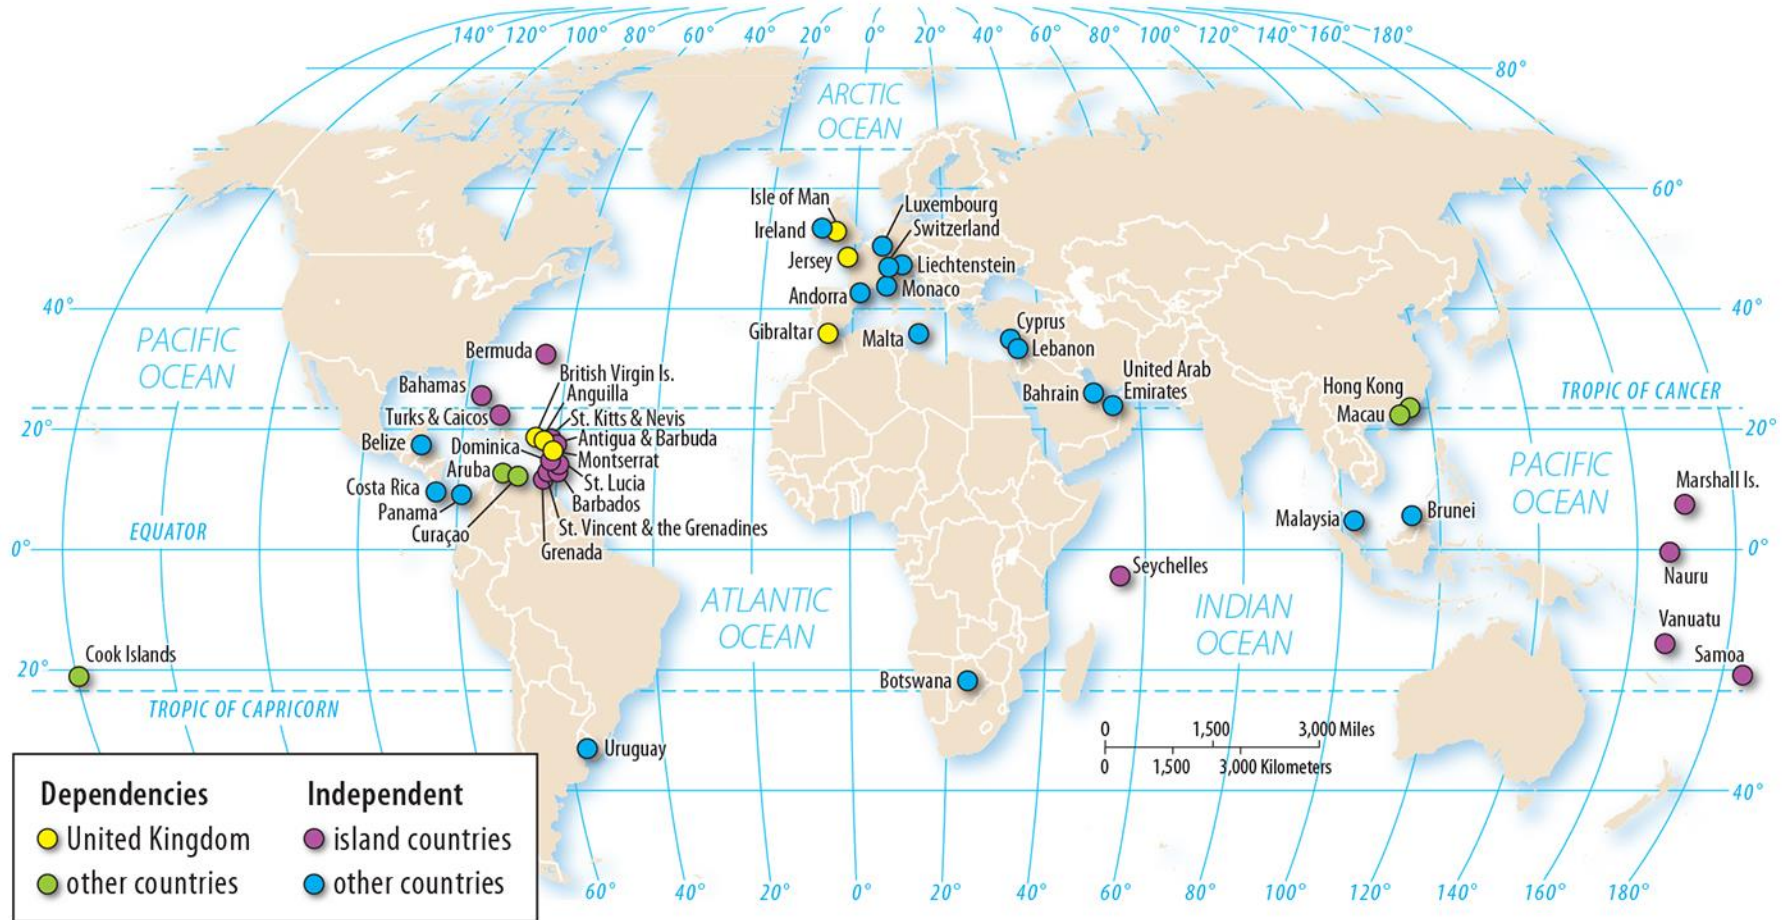 140° 120° 100° 80° 60° 40° 20° 0° 20° 40° 60° 80° 100° 120° 140° 160° 180°
80°
ARCTIC
OCEAN
60°
Isle of Man
Luxembourg
Ireland
Switzerland
Jersey
Liechtenstein
Andorra
Monaco
40°
40°
Gibraltar
Malta
Cyprus
Lebanon
PACIFIC
OCEAN
Bermuda
British Virgin Is.
Bahamas
Anguilla
Turks & Caicos
St. Kitts & Nevis
United Arab
Emirates
Bahrain
Hong Kong
Macau
TROPIC OF CANCER
20°
20°
Belize
Dominica
Antigua & Barbuda
Montserrat
Aruba
St. Lucia
Costa Rica
Barbados
Panama
St. Vincent & the Grenadines
Curaçao
Grenada
PACIFIC
OCEAN
Marshall Is.
Malaysia
Brunei
EQUATOR
0°
0°
Nauru
Seychelles
ATLANTIC
OCEAN
INDIAN
OCEAN
Vanuatu
Samoa
Cook Islands
20°
Botswana
20°
TROPIC OF CAPRICORN
0 1,500 3,000 Miles
0 1,500 3,000 Kilometers
Uruguay
40°
Dependencies
United Kingdom
other countries
Independent
island countries
other countries
60° 40° 20° 0° 20° 40° 60° 80° 100° 120° 140° 160° 180°